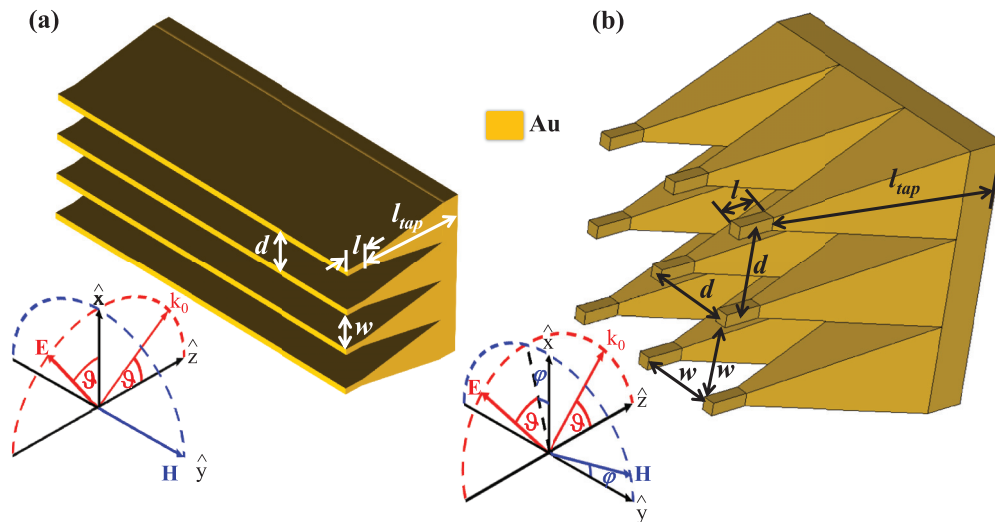 (a)
(b)
Au
l_tap
l
d
w
l
l_tap
d
d
w
w
x̂
k₀
E
ϑ
ϑ
ẑ
H
ŷ
x̂
k₀
φ
E
ϑ
ϑ
ẑ
H
φ
ŷ